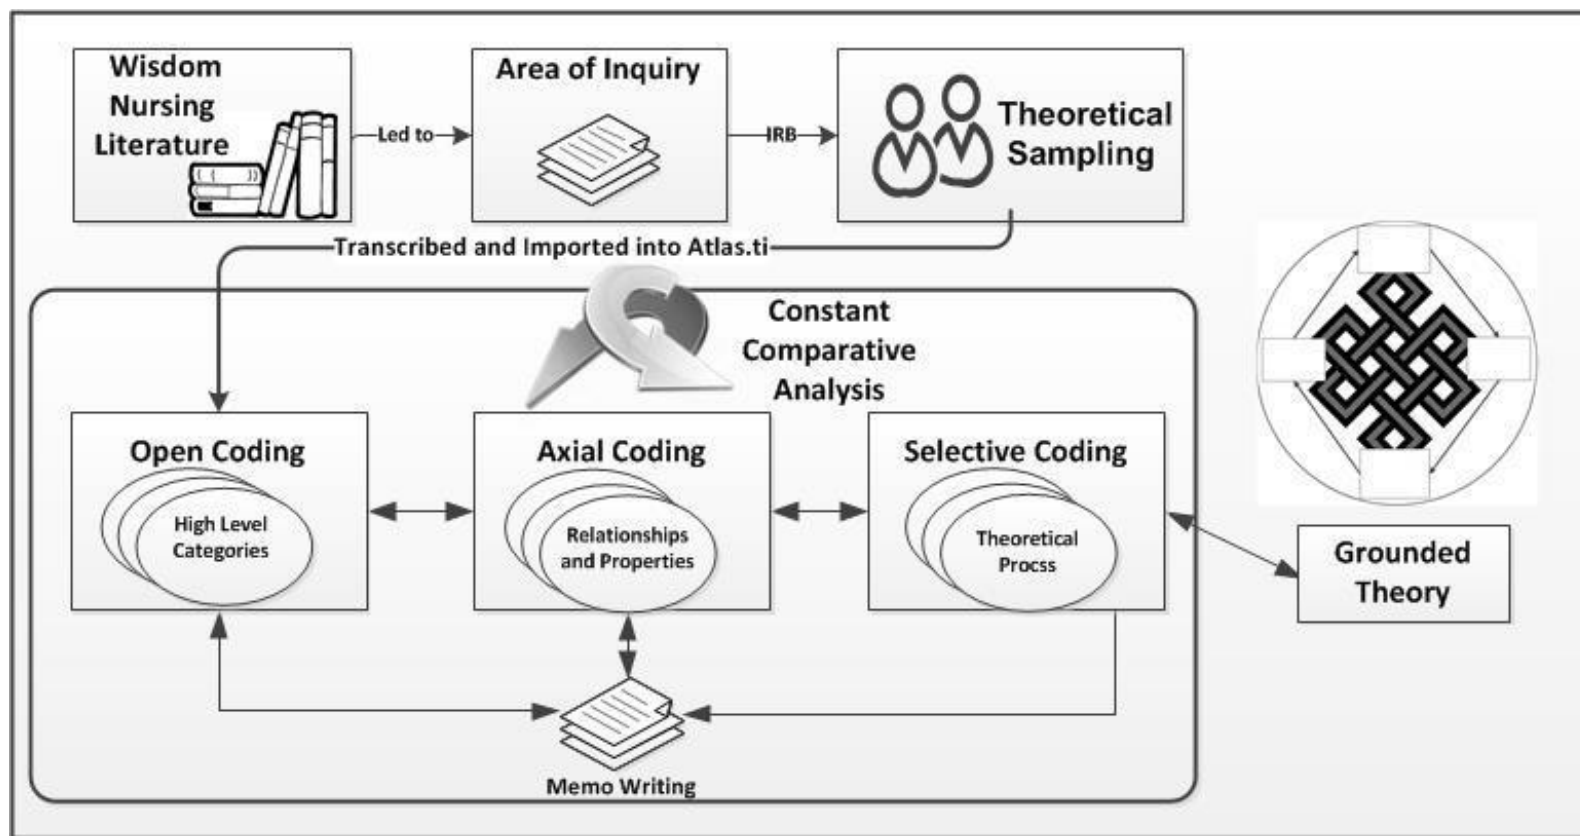 Wisdom
Nursing
Literature
Led to
Area of Inquiry
IRB
Theoretical
Sampling
Transcribed and Imported into Atlas.ti
Constant
Comparative
Analysis
Open Coding
High Level
Categories
Axial Coding
Relationships
and Properties
Selective Coding
Theoretical
Procss
Grounded
Theory
Memo Writing